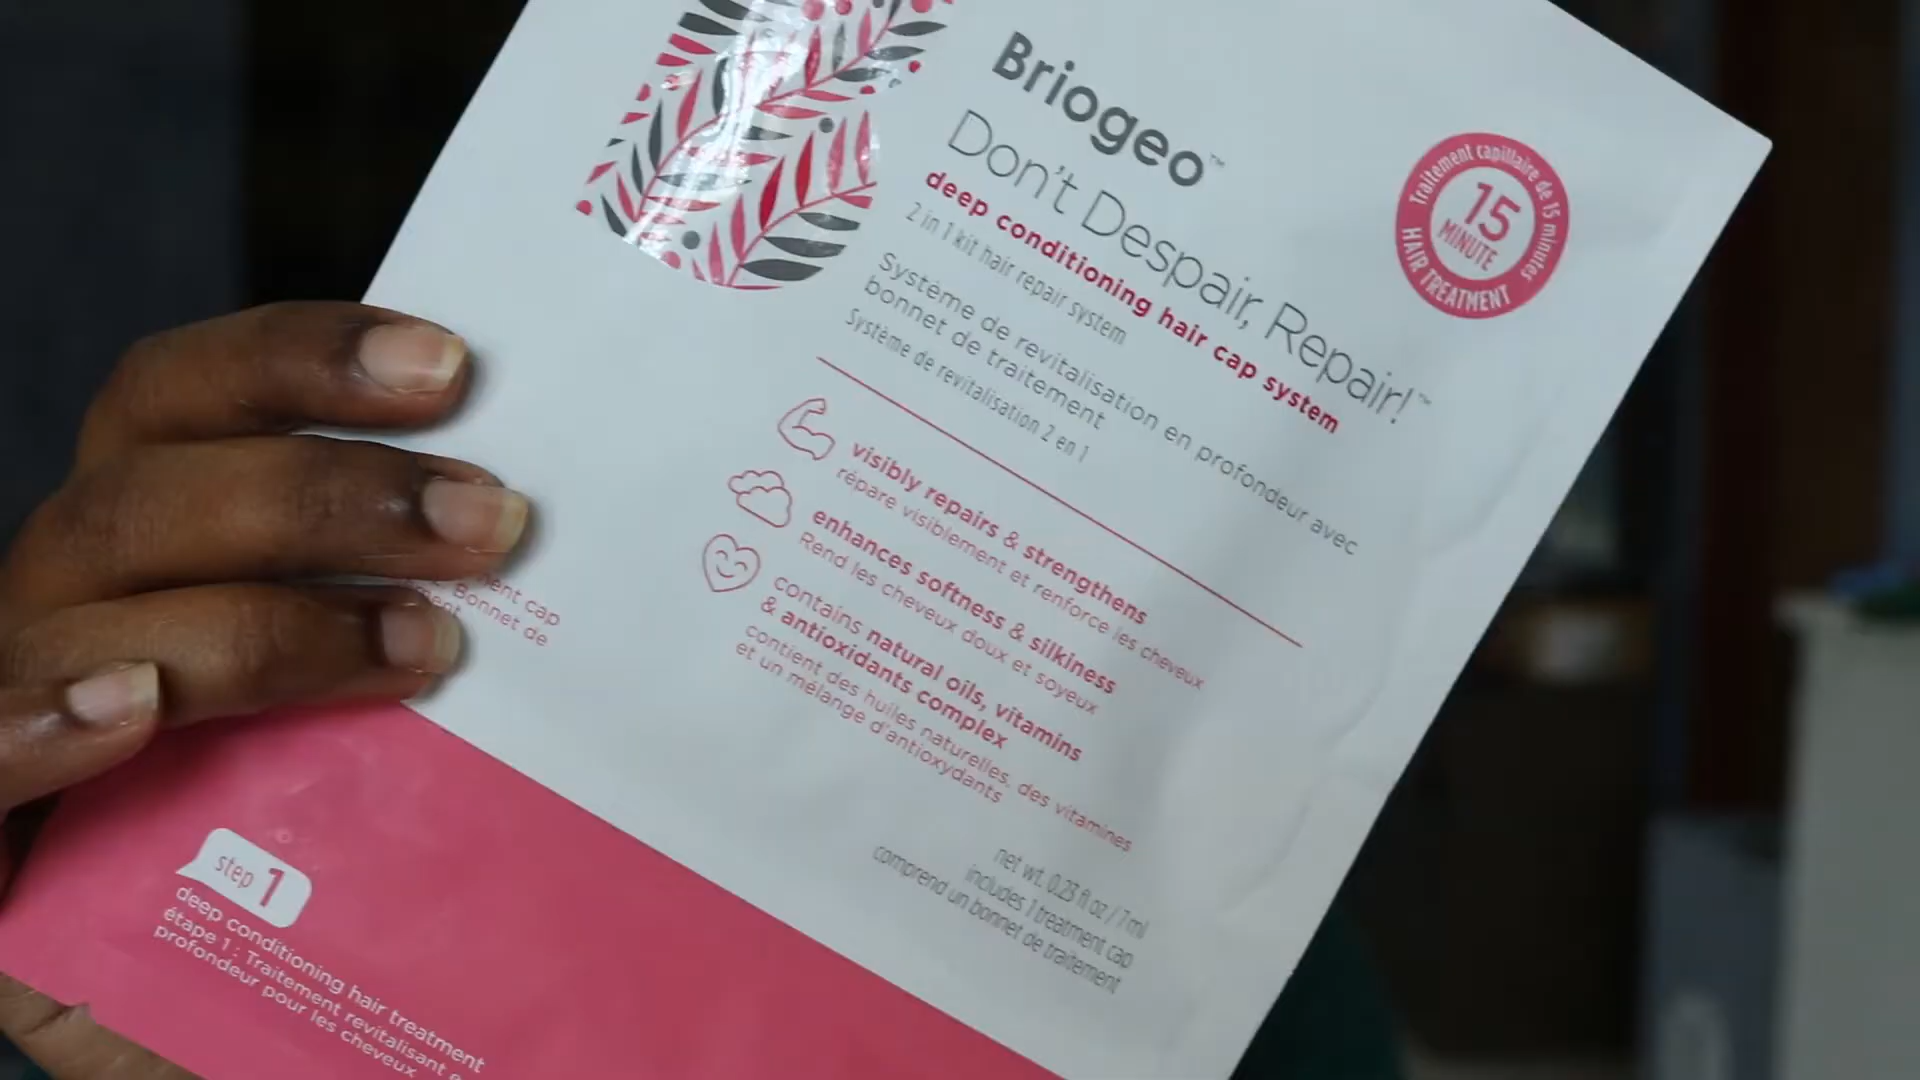 Briogeo™
Don't Despair, Repair!™
deep conditioning hair cap system
2 in 1 kit hair repair system
Système de revitalisation en profondeur avec
bonnet de traitement
Système de revitalisation 2 en 1
Traitement capillaire de 15 minutes
15
MINUTE
HAIR TREATMENT
visibly repairs & strengthens
répare visiblement et renforce les cheveux
enhances softness & silkiness
Rend les cheveux doux et soyeux
contains natural oils, vitamins
& antioxidants complex
contient des huiles naturelles, des vitamines
et un mélange d'antioxydants
net wt. 0.23 fl oz / 7 ml
includes 1 treatment cap
comprend un bonnet de traitement
cap
Bonnet de
step 1
deep conditioning hair treatment
étape 1 : Traitement revitalisant
profondeur pour les cheveux